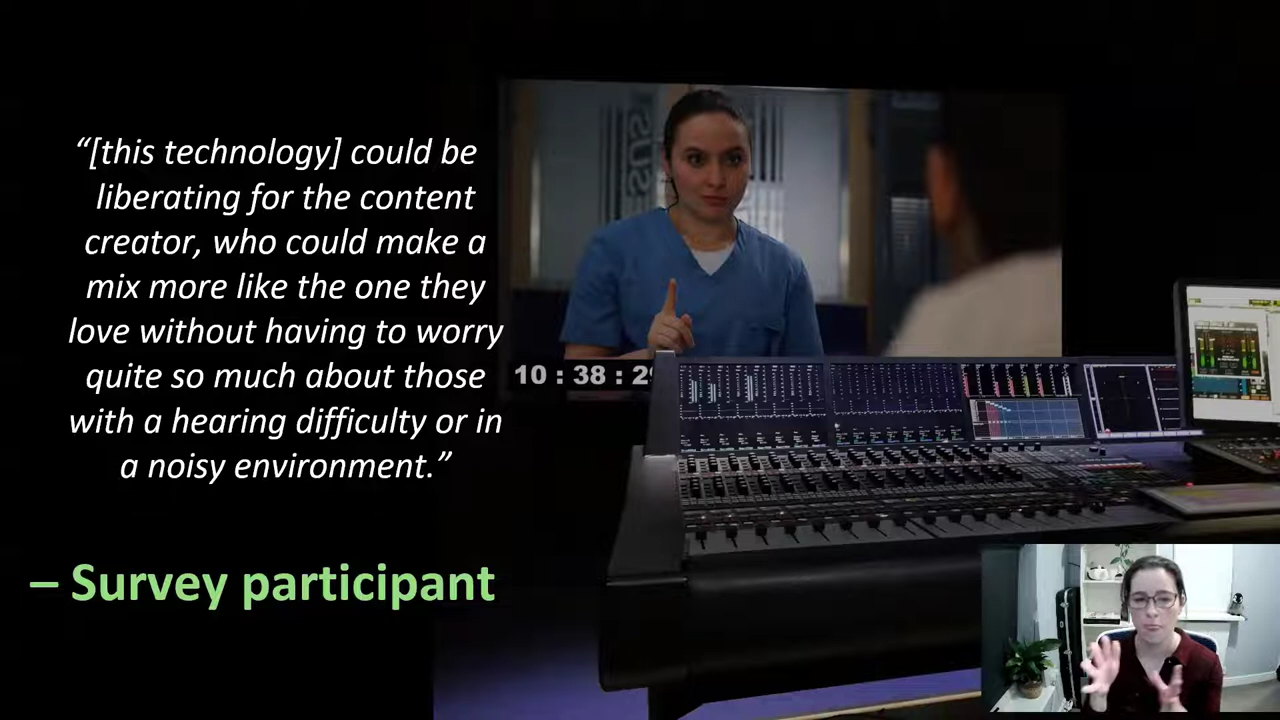 “[this technology] could be
liberating for the content
creator, who could make a
mix more like the one they
love without having to worry
quite so much about those
with a hearing difficulty or in
a noisy environment.”
– Survey participant
10 : 38 : 2